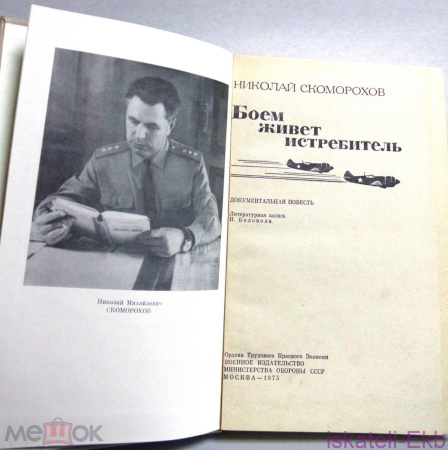 Николай Михайлович
СКОМОРОХОВ
НИКОЛАЙ СКОМОРОХОВ
Боем
живет
истребитель
ДОКУМЕНТАЛЬНАЯ ПОВЕСТЬ
Литературная запись
Н. Беловола
Ордена Трудового Красного Знамени
ВОЕННОЕ ИЗДАТЕЛЬСТВО
МИНИСТЕРСТВА ОБОРОНЫ СССР
МОСКВА—1975
мешок
iskateli-Ekb